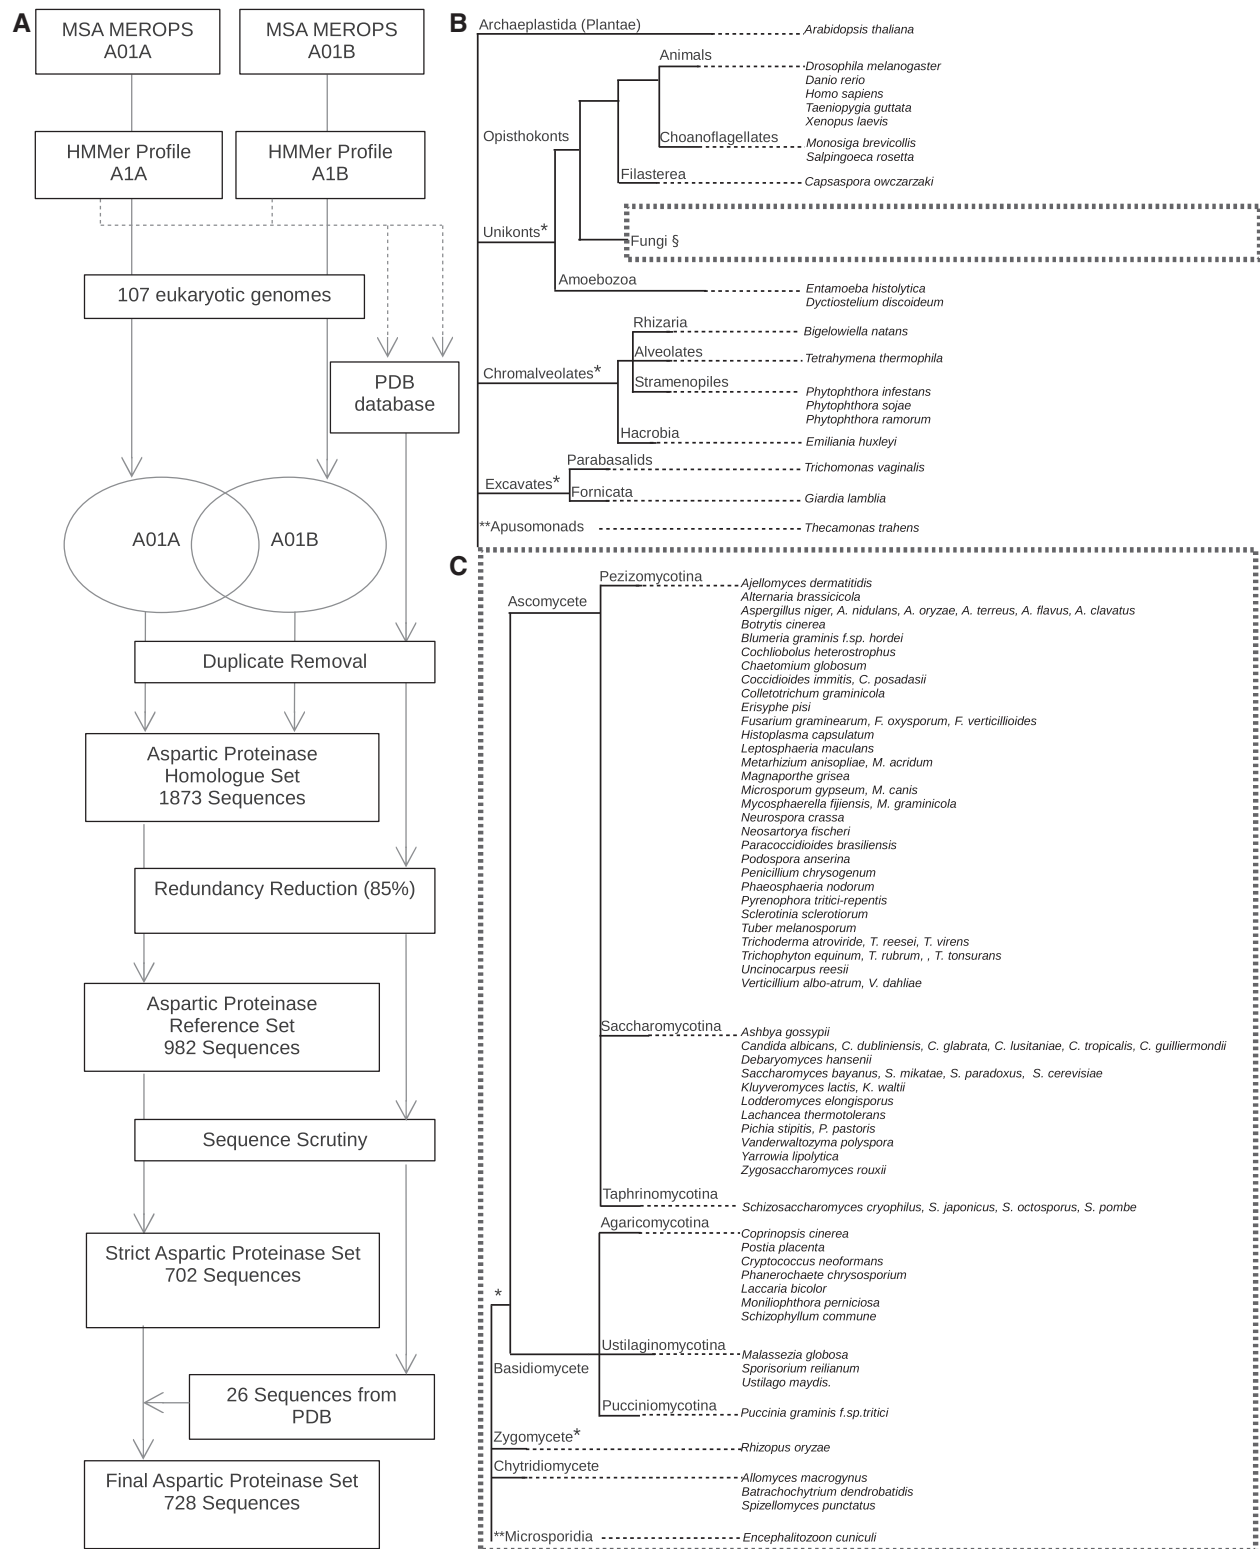 A
MSA MEROPS
A01A
MSA MEROPS
A01B
HMMer Profile
A1A
HMMer Profile
A1B
107 eukaryotic genomes
PDB
database
A01A
A01B
Duplicate Removal
Aspartic Proteinase
Homologue Set
1873 Sequences
Redundancy Reduction (85%)
Aspartic Proteinase
Reference Set
982 Sequences
Sequence Scrutiny
Strict Aspartic Proteinase Set
702 Sequences
26 Sequences from
PDB
Final Aspartic Proteinase Set
728 Sequences
B
Archaeplastida (Plantae)
Arabidopsis thaliana
Animals
Drosophila melanogaster
Danio rerio
Homo sapiens
Taeniopygia guttata
Xenopus laevis
Opisthokonts
Choanoflagellates
Monosiga brevicollis
Salpingoeca rosetta
Filasterea
Capsaspora owczarzaki
Unikonts*
Fungi §
Amoebozoa
Entamoeba histolytica
Dyctiostelium discoideum
Rhizaria
Bigelowiella natans
Alveolates
Tetrahymena thermophila
Chromalveolates*
Stramenopiles
Phytophthora infestans
Phytophthora sojae
Phytophthora ramorum
Hacrobia
Emiliania huxleyi
Parabasalids
Trichomonas vaginalis
Excavates*
Fornicata
Giardia lamblia
**Apusomonads
Thecamonas trahens
C
Pezizomycotina
Ascomycete
Ajellomyces dermatitidis
Alternaria brassicicola
Aspergillus niger, A. nidulans, A. oryzae, A. terreus, A. flavus, A. clavatus
Botrytis cinerea
Blumeria graminis f.sp. hordei
Cochliobolus heterostrophus
Chaetomium globosum
Coccidioides immitis, C. posadasii
Colletotrichum graminicola
Erisyphe pisi
Fusarium graminearum, F. oxysporum, F. verticillioides
Histoplasma capsulatum
Leptosphaeria maculans
Metarhizium anisopliae, M. acridum
Magnaporthe grisea
Microsporum gypseum, M. canis
Mycosphaerella fijiensis, M. graminicola
Neurospora crassa
Neosartorya fischeri
Paracoccidioides brasiliensis
Podospora anserina
Penicillium chrysogenum
Phaeosphaeria nodorum
Pyrenophora tritici-repentis
Sclerotinia sclerotiorum
Tuber melanosporum
Trichoderma atroviride, T. reesei, T. virens
Trichophyton equinum, T. rubrum, , T. tonsurans
Uncinocarpus reesii
Verticillium albo-atrum, V. dahliae
Saccharomycotina
Ashbya gossypii
Candida albicans, C. dubliniensis, C. glabrata, C. lusitaniae, C. tropicalis, C. guilliermondii
Debaryomyces hansenii
Saccharomyces bayanus, S. mikatae, S. paradoxus, S. cerevisiae
Kluyveromyces lactis, K. waltii
Lodderomyces elongisporus
Lachancea thermotolerans
Pichia stipitis, P. pastoris
Vanderwaltozyma polyspora
Yarrowia lipolytica
Zygosaccharomyces rouxii
Taphrinomycotina
Schizosaccharomyces cryophilus, S. japonicus, S. octosporus, S. pombe
Agaricomycotina
Coprinopsis cinerea
Postia placenta
Cryptococcus neoformans
Phanerochaete chrysosporium
Laccaria bicolor
Moniliophthora perniciosa
Schizophyllum commune
*
Ustilaginomycotina
Basidiomycete
Malassezia globosa
Sporisorium reilianum
Ustilago maydis.
Pucciniomycotina
Puccinia graminis f.sp.tritici
Zygomycete*
Rhizopus oryzae
Chytridiomycete
Allomyces macrogynus
Batrachochytrium dendrobatidis
Spizellomyces punctatus
**Microsporidia
Encephalitozoon cuniculi